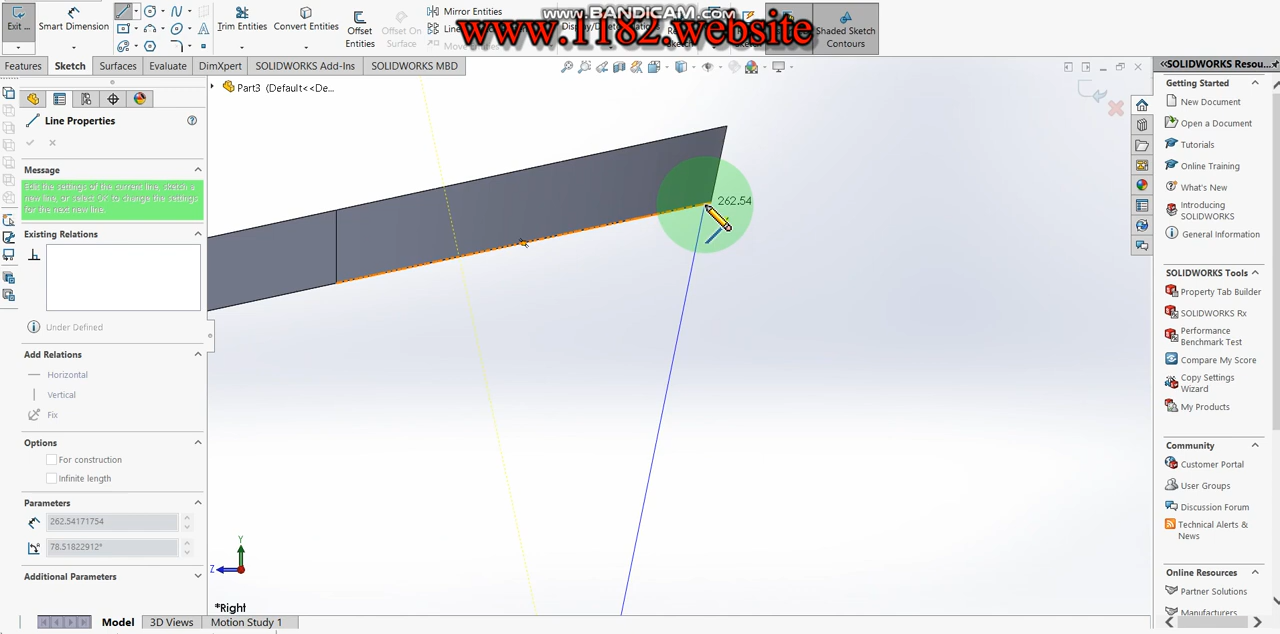 www.BANDICAM.com
www.1182.website
Exit ...
Smart Dimension
Trim Entities
Convert Entities
Offset
Entities
Offset On
Surface
Mirror Entities
Shaded Sketch
Contours
Features
Sketch
Surfaces
Evaluate
DimXpert
SOLIDWORKS Add-Ins
SOLIDWORKS MBD
Part3 (Default<<De...
Line Properties
Message
Edit the settings of the current line, sketch a
new line, or select OK to change the settings
for the next new line.
Existing Relations
Under Defined
Add Relations
Horizontal
Vertical
Fix
Options
For construction
Infinite length
Parameters
262.54171754
78.51822912°
Additional Parameters
262.54
Y
Z
*Right
Model
3D Views
Motion Study 1
SOLIDWORKS Resou...
Getting Started
New Document
Open a Document
Tutorials
Online Training
What's New
Introducing
SOLIDWORKS
General Information
SOLIDWORKS Tools
Property Tab Builder
SOLIDWORKS Rx
Performance
Benchmark Test
Compare My Score
Copy Settings
Wizard
My Products
Community
Customer Portal
User Groups
Discussion Forum
Technical Alerts &
News
Online Resources
Partner Solutions
Manufacturers